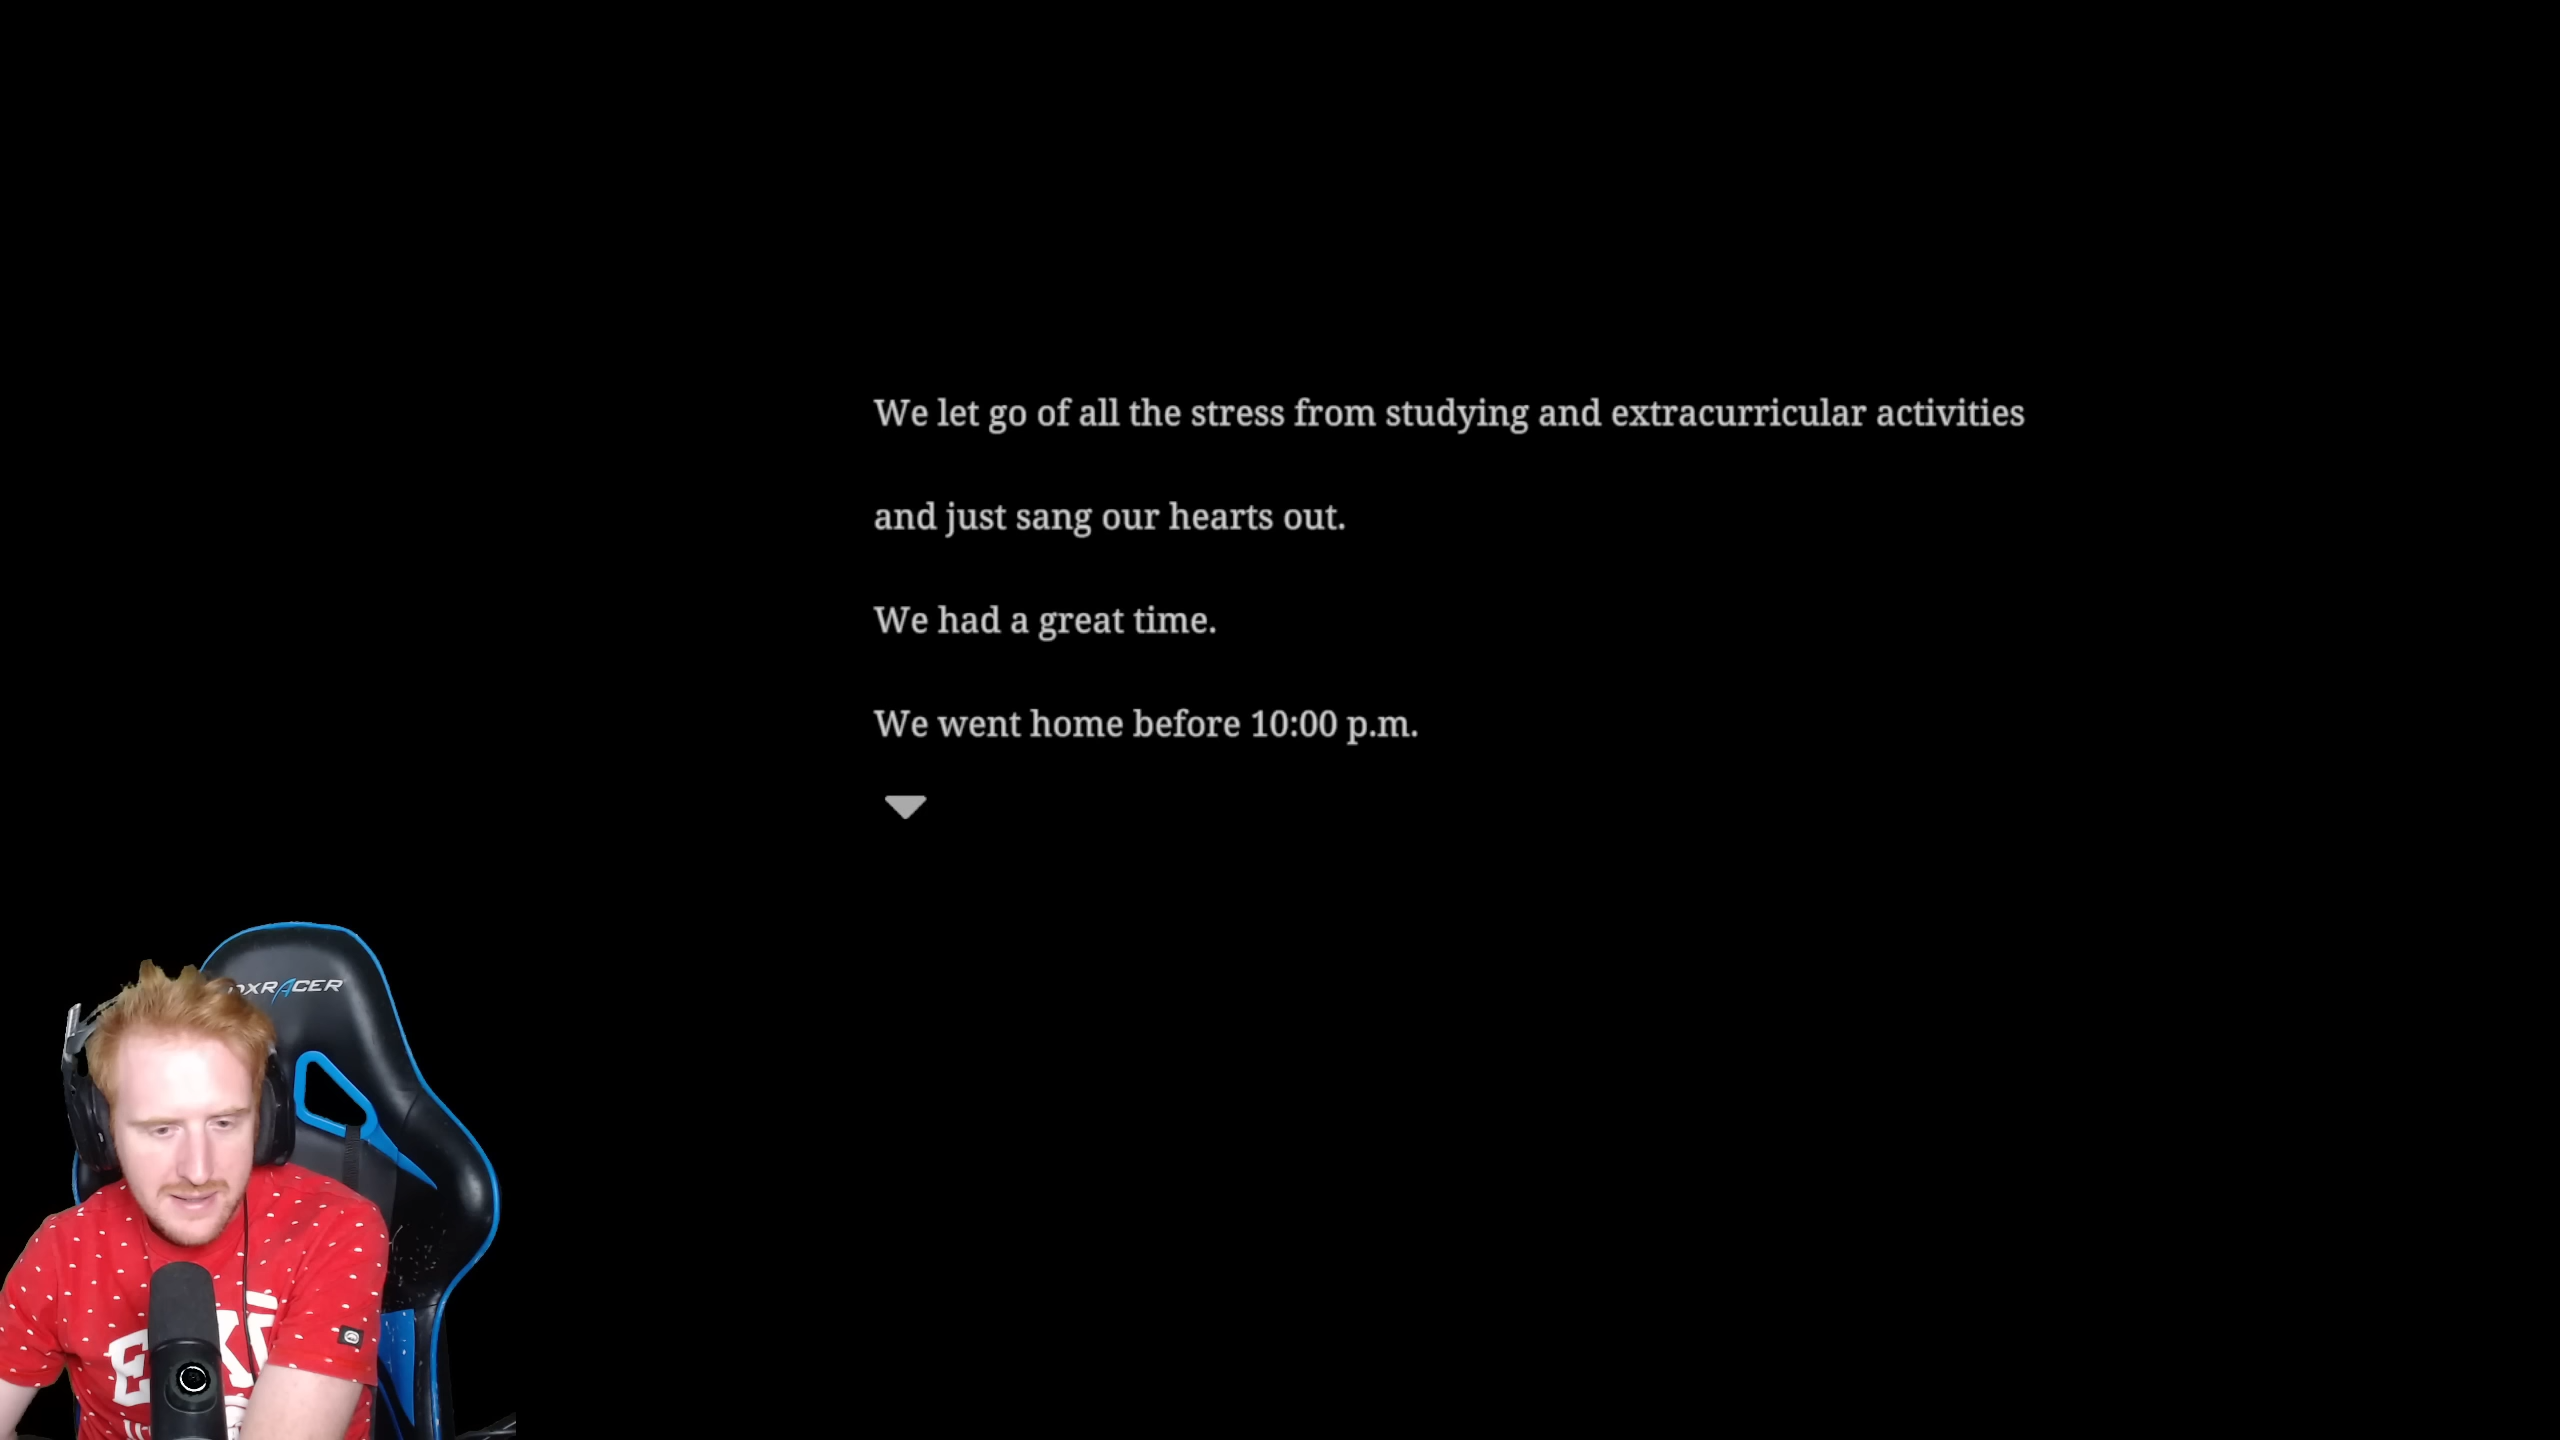 We let go of all the stress from studying and extracurricular activities
and just sang our hearts out.
We had a great time.
We went home before 10:00 p.m.
DXRACER